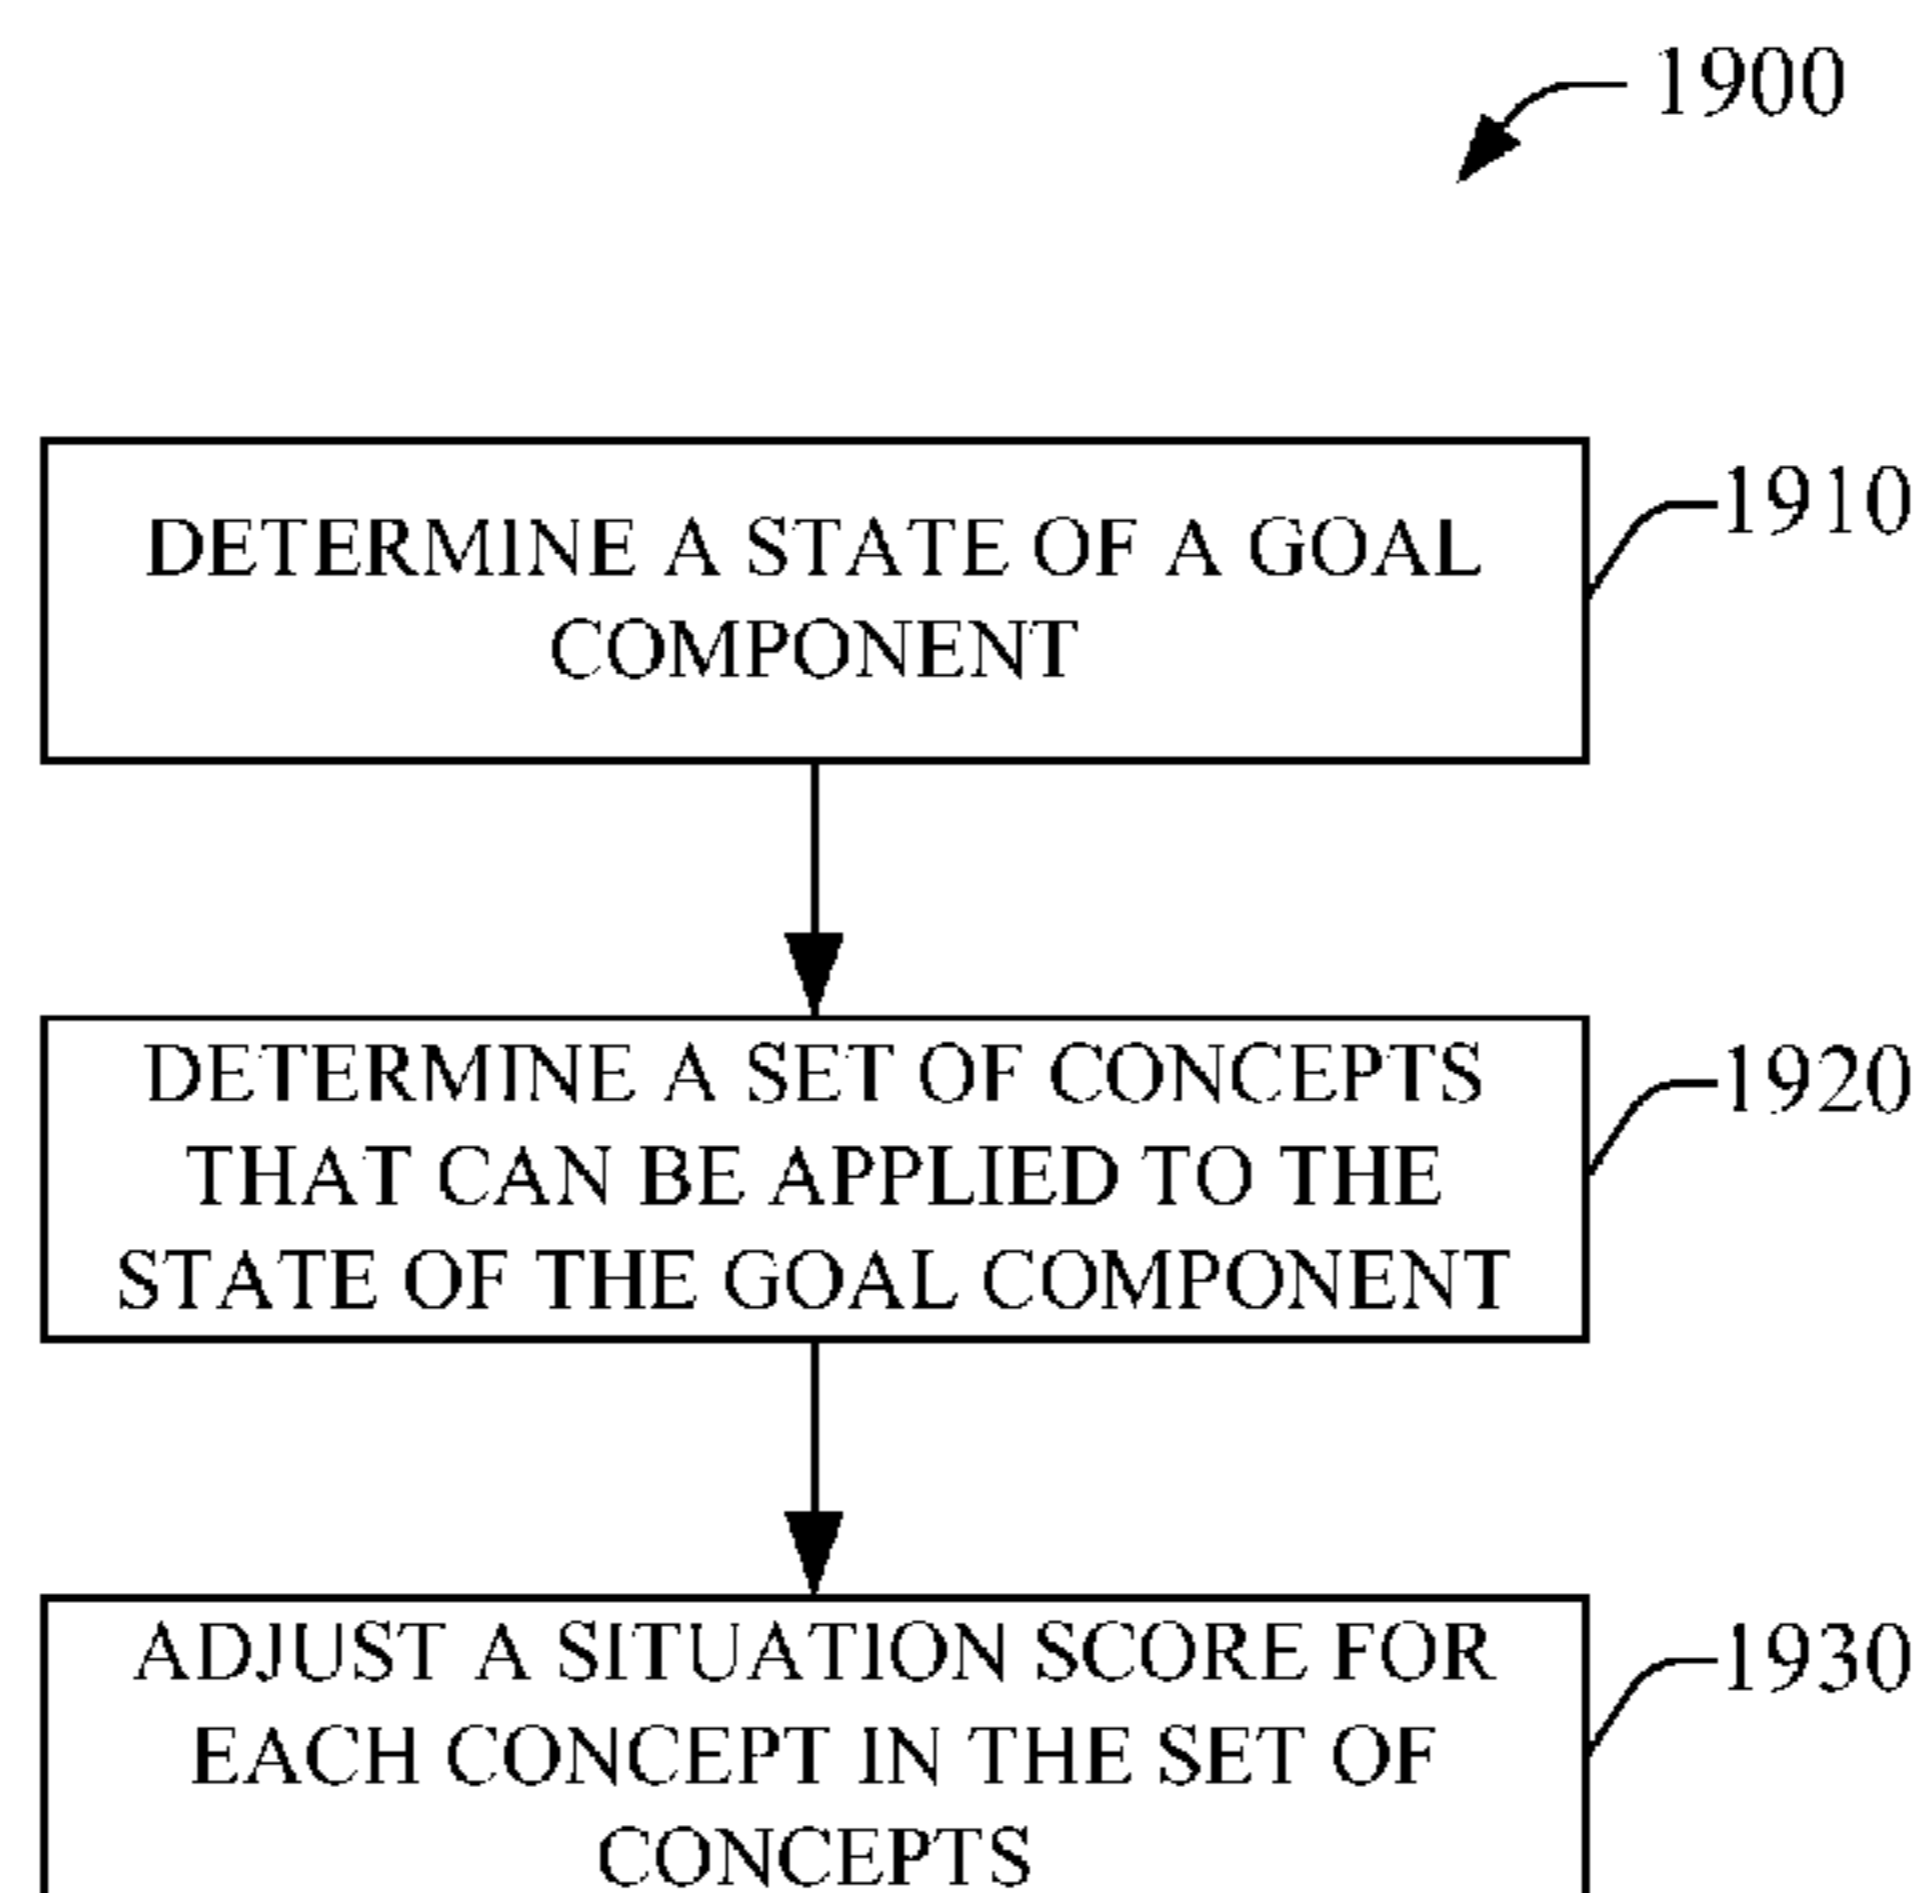 1900
DETERMINE A STATE OF A GOAL
COMPONENT
1910
DETERMINE A SET OF CONCEPTS
THAT CAN BE APPLIED TO THE
STATE OF THE GOAL COMPONENT
1920
ADJUST A SITUATION SCORE FOR
EACH CONCEPT IN THE SET OF
CONCEPTS
1930